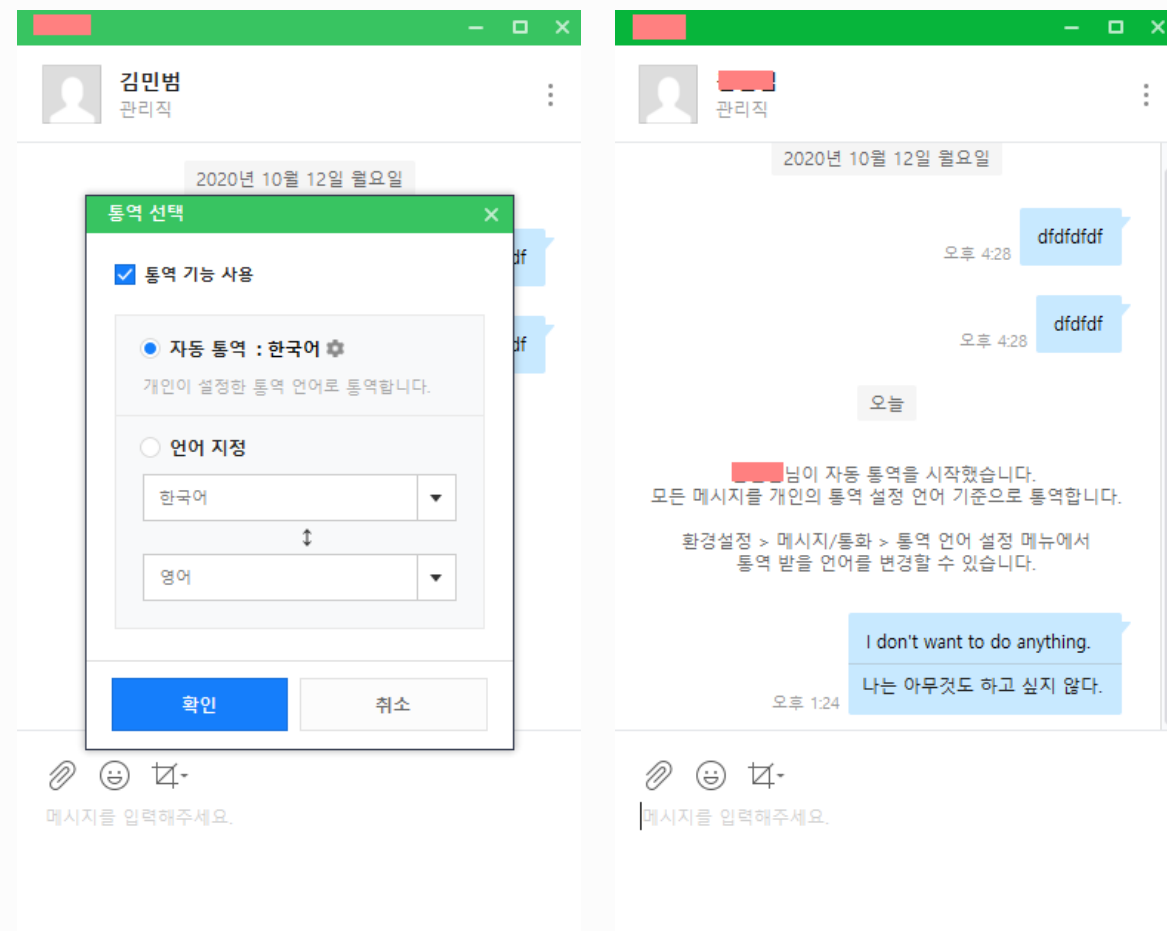 김민범
관리직
2020년 10월 12일 월요일
통역 선택
df
통역 기능 사용
자동 통역 : 한국어
df
개인이 설정한 통역 언어로 통역합니다.
언어 지정
한국어
영어
확인
취소
메시지를 입력해주세요.
관리직
2020년 10월 12일 월요일
dfdfdfdf
오후 4:28
dfdfdf
오후 4:28
오늘
님이 자동 통역을 시작했습니다.
모든 메시지를 개인의 통역 설정 언어 기준으로 통역합니다.
환경설정 > 메시지/통화 > 통역 언어 설정 메뉴에서
통역 받을 언어를 변경할 수 있습니다.
I don't want to do anything.
나는 아무것도 하고 싶지 않다.
오후 1:24
메시지를 입력해주세요.